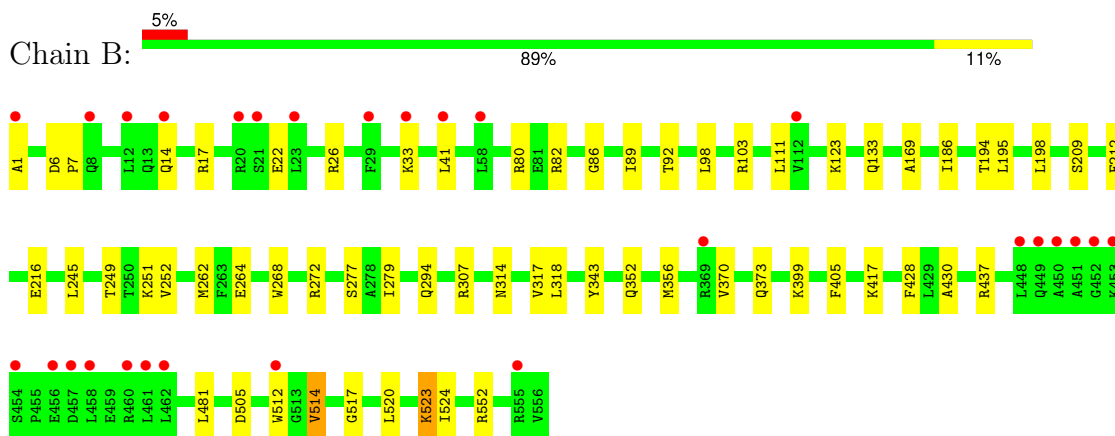 5%
Chain B:
89% 11%
A1 D6 P7 Q8 L12 Q13 Q14 R17 R20 S21 E22 L23 R26 F29 K33 L41 L58 R80 E81 R82 G86 I89 T92 L98 R103 L111 V112 K123 Q133 A169 I186 T194 L195 L198 S209
E216 L245 T249 T250 K251 V252 M262 F263 E264 W268 R272 S277 A278 I279 Q294 R307 N314 V317 L318 Y343 Q352 M356 R369 V370 Q373 K399 F405 K417 F428 L429 A430 R437 L448 Q449 A450 A451 G452 K453
S454 P455 E456 D457 L458 E459 R460 L461 L462 L481 D505 W512 G513 V514 G517 L520 K523 I524 R552 R555 V556